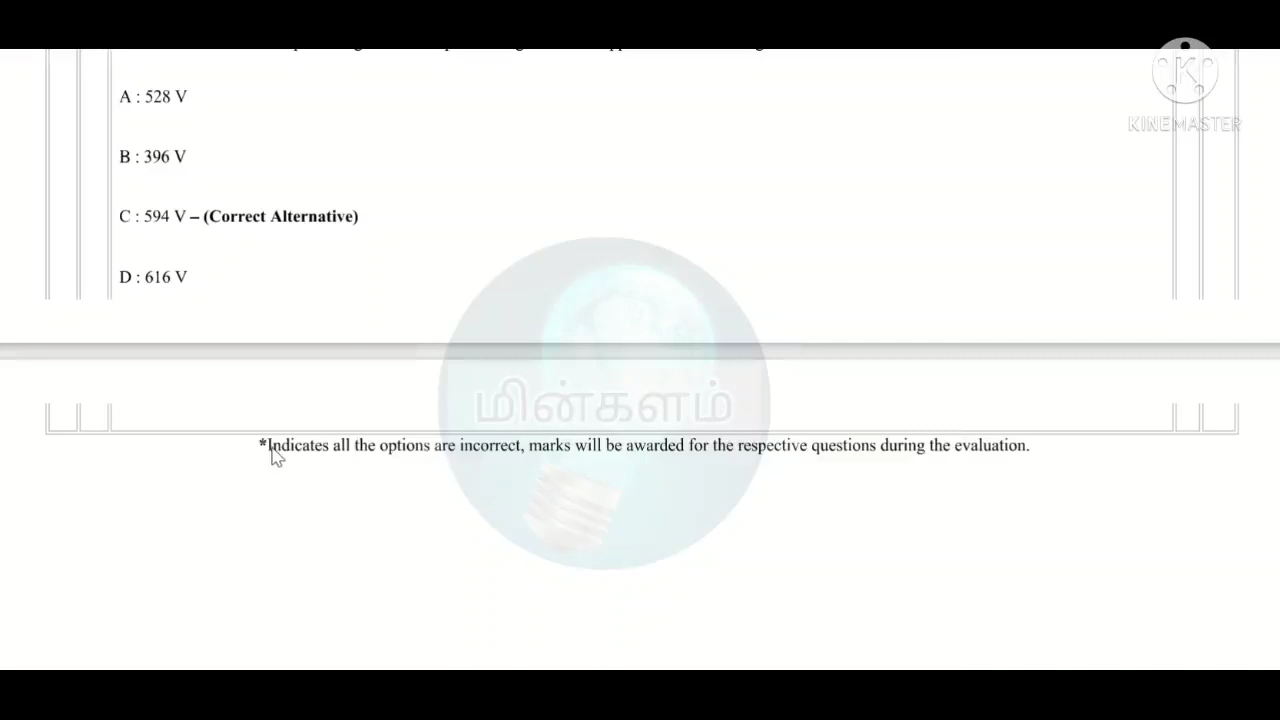 KINEMASTER
A : 528 V
B : 396 V
C : 594 V – (Correct Alternative)
D : 616 V
மின்களம்
*Indicates all the options are incorrect, marks will be awarded for the respective questions during the evaluation.